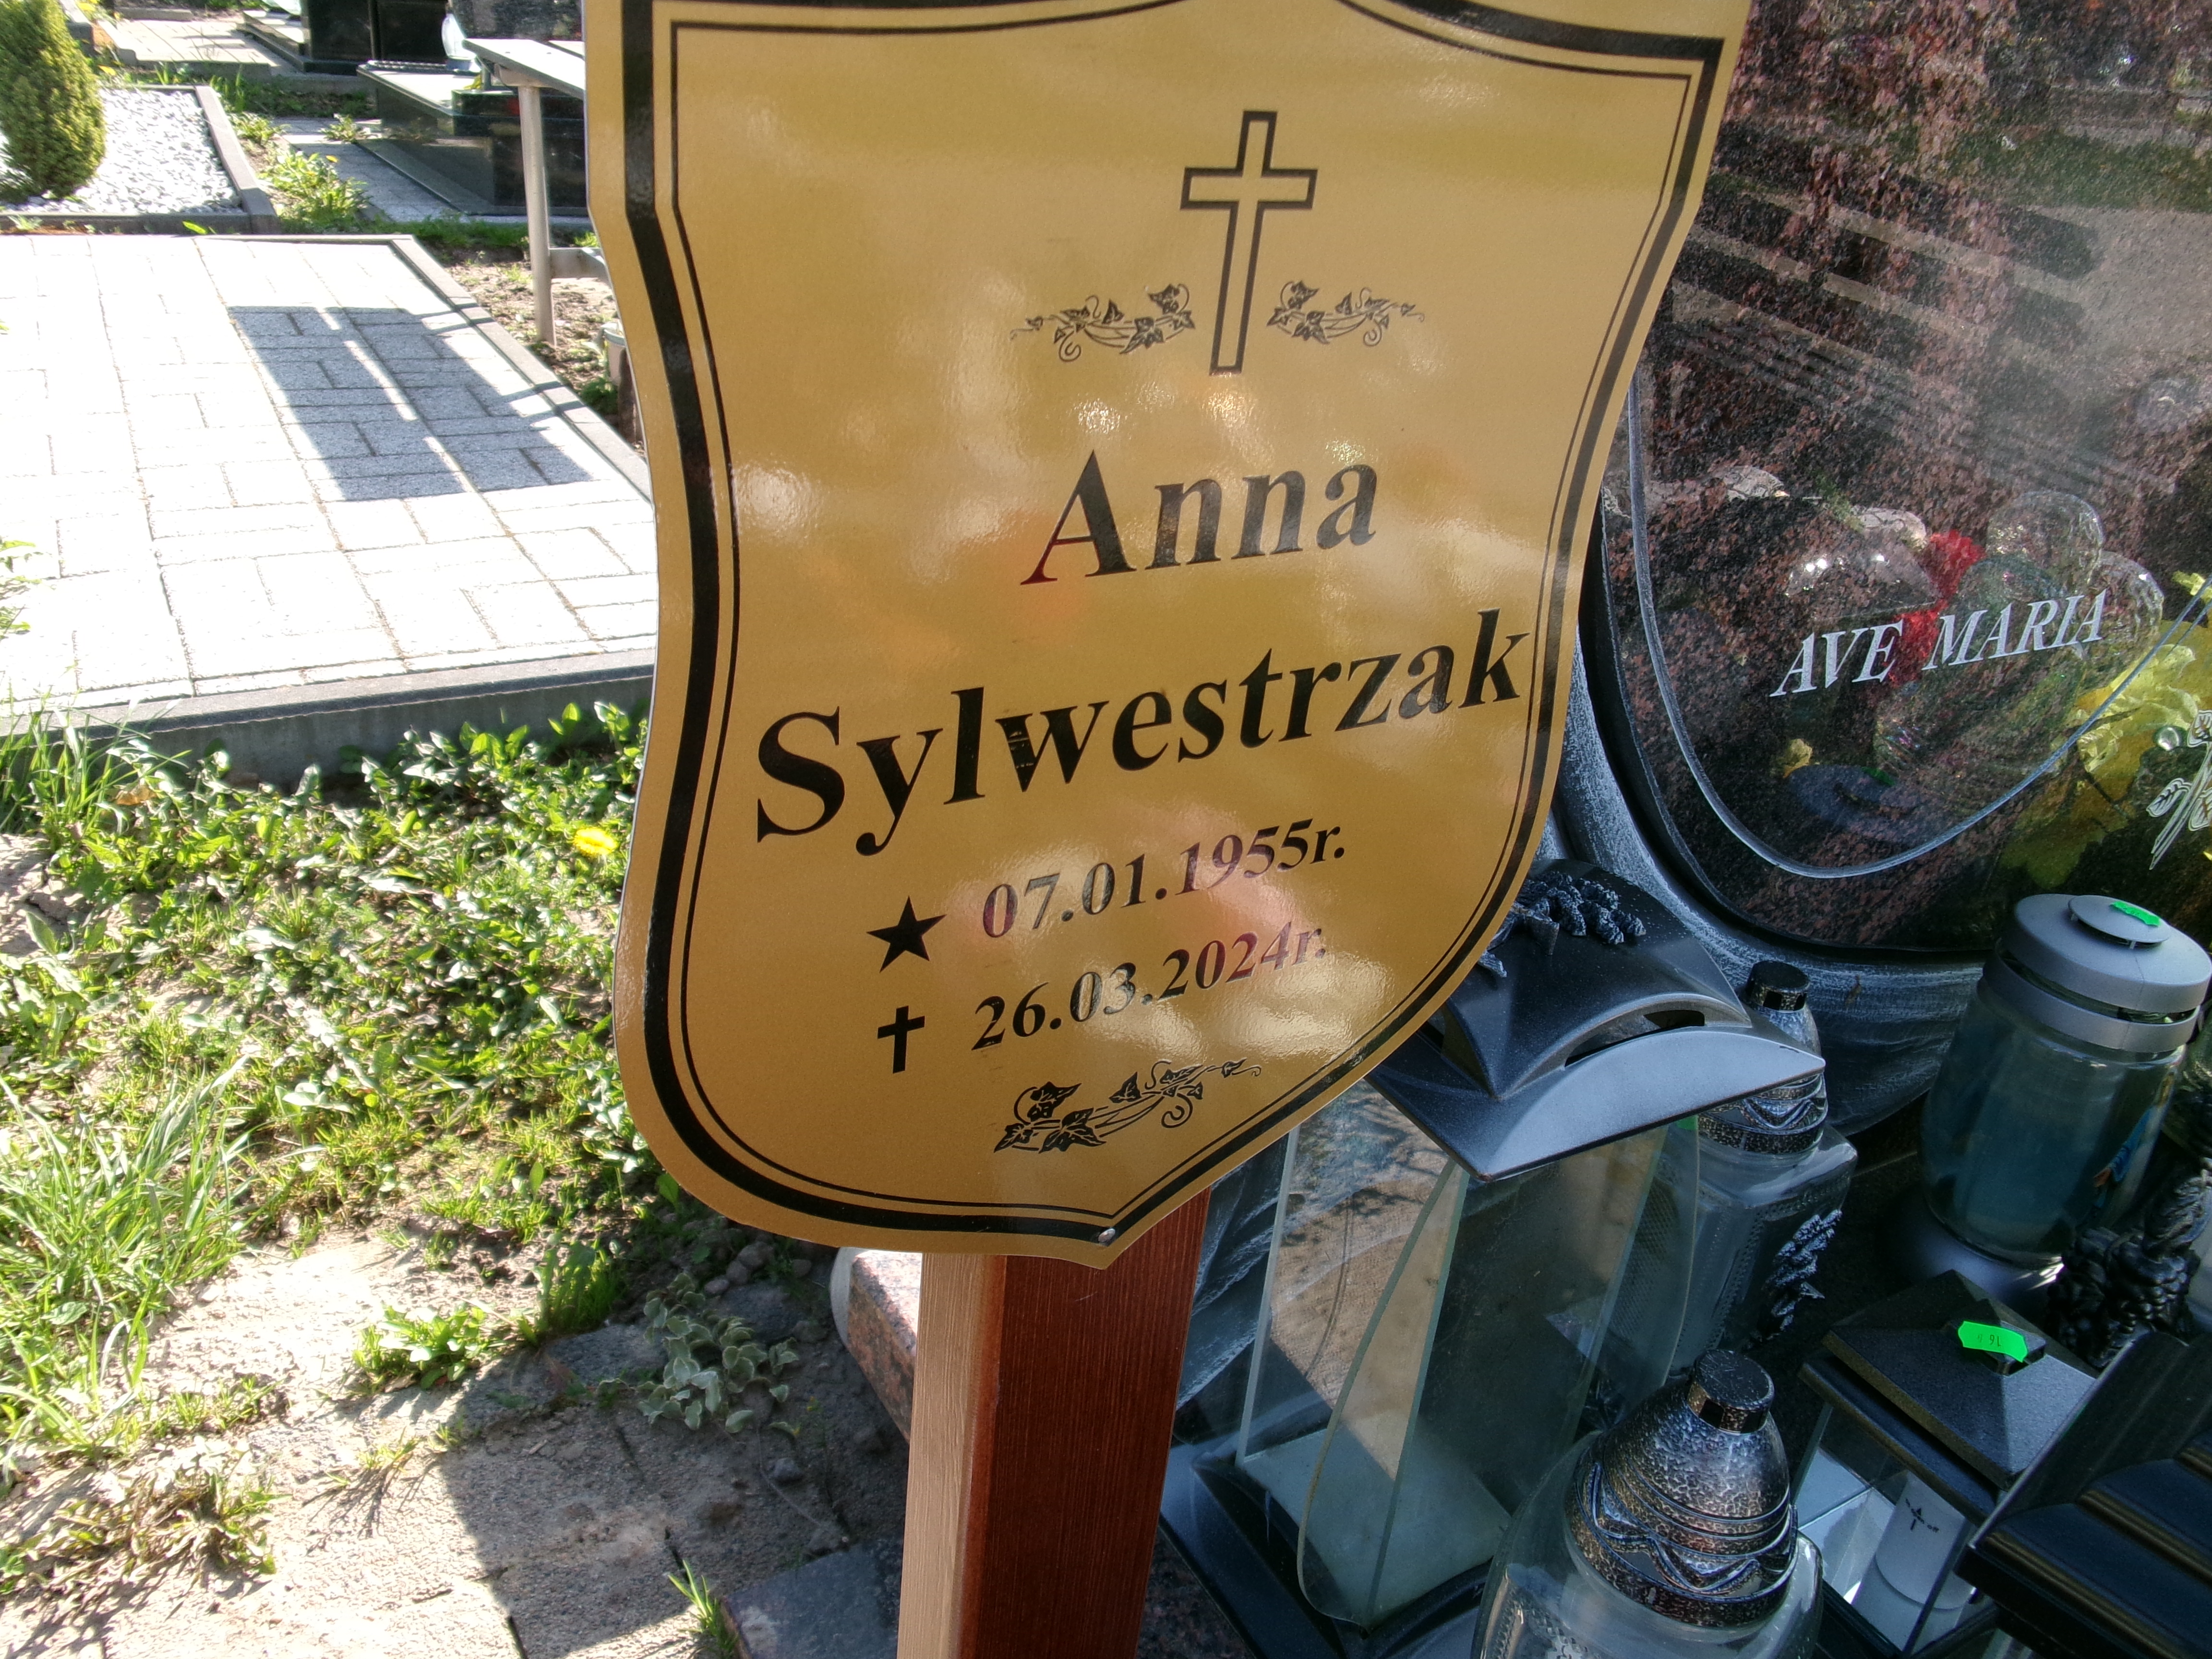 Anna
Sylwestrzak
★ 07.01.1955r.
✝ 26.03.2024r.
AVE MARIA